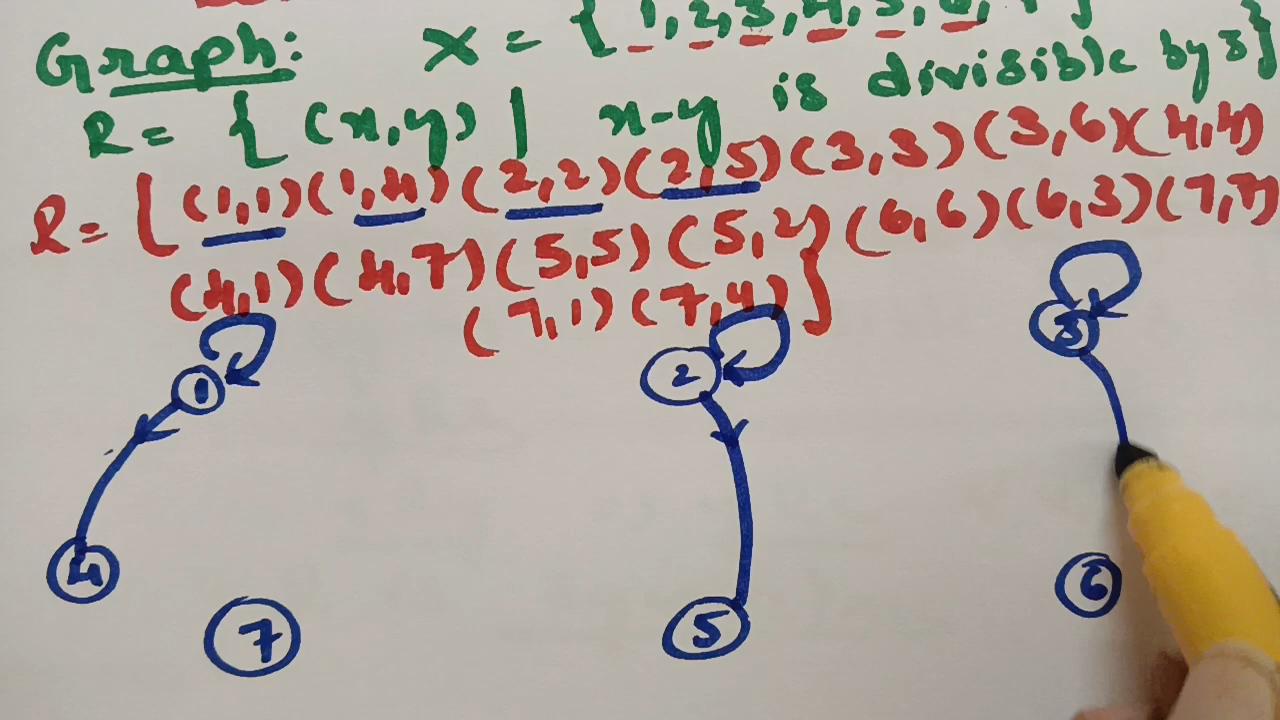 Graph: X = { 1, 2, 3, 4, 5, 6, 7 }
R = { (x,y) | x-y is divisible by 3}
R = { (1,1) (1,4) (2,2) (2,5) (3,3) (3,6) (4,4)
(4,1) (4,7) (5,5) (5,2) (6,6) (6,3) (7,7)
(7,1) (7,4) }
1 2 3
4 7 5 6